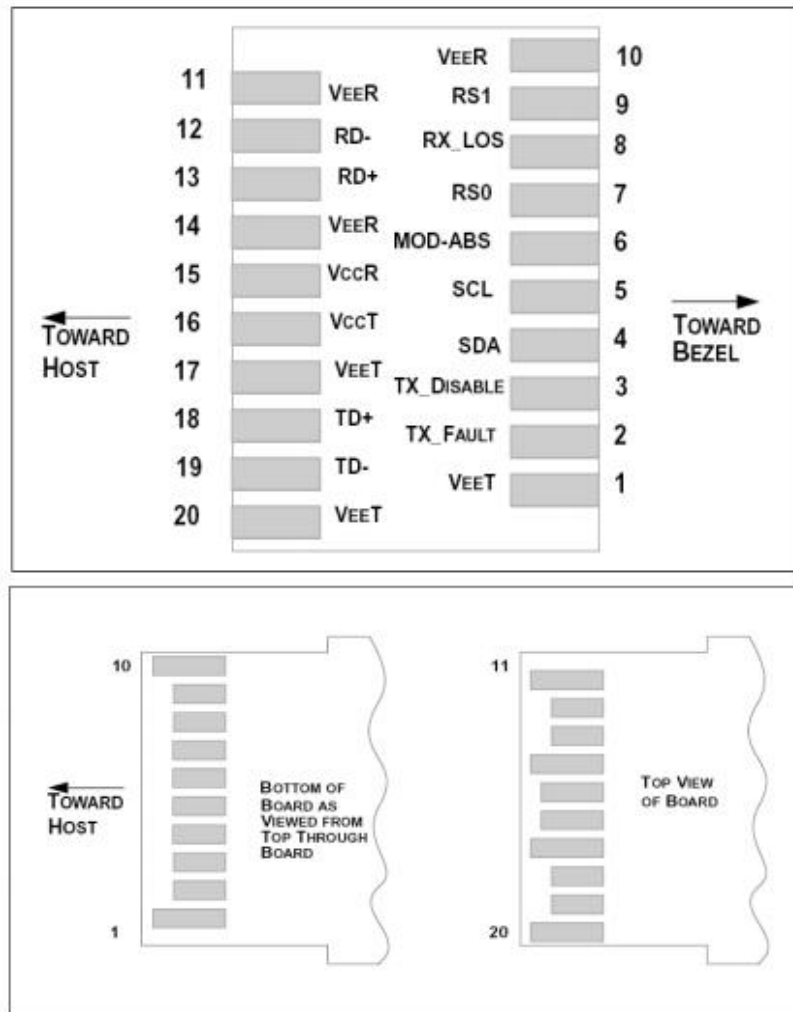 VEER 10
11 VEER
RS1 9
12 RD-
RX_LOS 8
13 RD+
RS0 7
14 VEER
MOD-ABS 6
15 VCCR
SCL 5
16 VCCT
SDA 4
17 VEET
TX_DISABLE 3
18 TD+
TX_FAULT 2
19 TD-
VEET 1
20 VEET
TOWARD
HOST
TOWARD
BEZEL
10
1
TOWARD
HOST
BOTTOM OF
BOARD AS
VIEWED FROM
TOP THROUGH
BOARD
11
20
TOP VIEW
OF BOARD